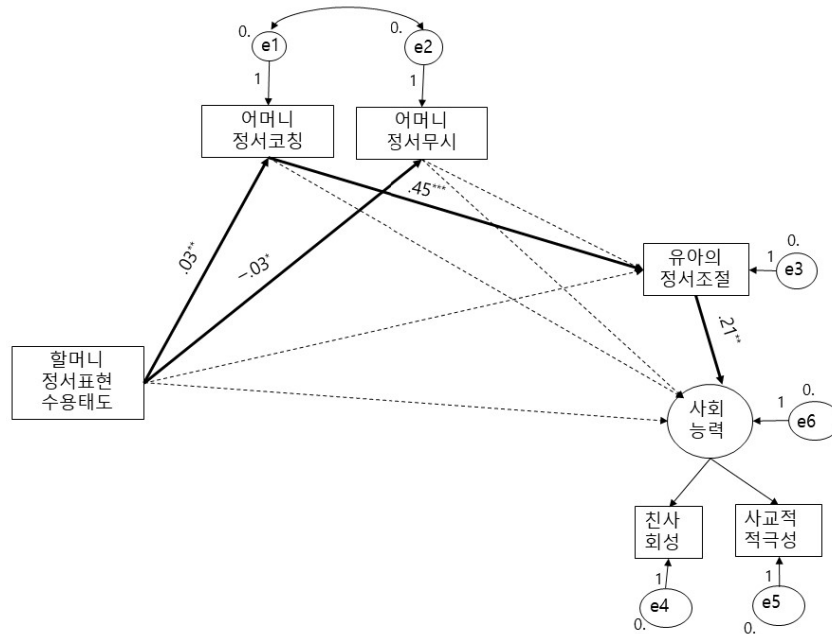 0.
e1
0.
e2
1
1
어머니
정서코칭
어머니
정서무시
.45***
.03**
–.03*
유아의
정서조절
0.
1
e3
.21**
할머니
정서표현
수용태도
사회
능력
0.
1
e6
친사
회성
사교적
적극성
1
1
e4
e5
0.
0.